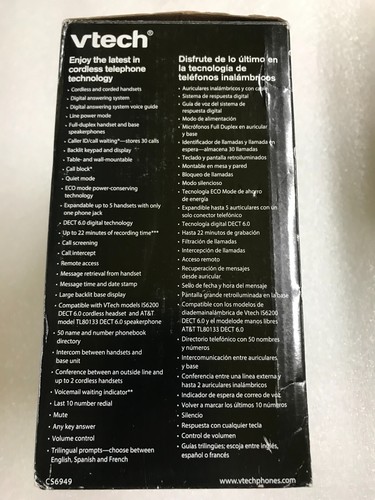 vtech®
Enjoy the latest in
cordless telephone
technology
• Cordless and corded handsets
• Digital answering system
• Digital answering system voice guide
• Line power mode
• Full-duplex handset and base
speakerphones
• Caller ID/call waiting*—stores 30 calls
• Backlit keypad and display
• Table- and wall-mountable
• Call block*
• Quiet mode
• ECO mode power-conserving
technology
• Expandable up to 5 handsets with only
one phone jack
• DECT 6.0 digital technology
• Up to 22 minutes of recording time***
• Call screening
• Call intercept
• Remote access
• Message retrieval from handset
• Message time and date stamp
• Large backlit base display
• Compatible with VTech models IS6200
DECT 6.0 cordless headset and AT&T
model TL80133 DECT 6.0 speakerphone
• 50 name and number phonebook
directory
• Intercom between handsets and
base unit
• Conference between an outside line and
up to 2 cordless handsets
• Voicemail waiting indicator**
• Last 10 number redial
• Mute
• Any key answer
• Volume control
• Trilingual prompts—choose between
English, Spanish and French
Disfrute de lo último en
la tecnología de
teléfonos inalámbricos
• Auriculares inalámbricos y con
• Sistema de respuesta digital
• Guía de voz del sistema de
respuesta digital
• Modo de alimentación
• Micrófonos Full Duplex en auricular
y base
• Identificador de llamadas y llamada en
espera—almacena 30 llamadas
• Teclado y pantalla retroiluminados
• Montable en mesa y pared
• Bloqueo de llamadas
• Modo silencioso
• Tecnología ECO Mode de ahorro
de energía
• Expandible hasta 5 auriculares con un
solo conector telefónico
• Tecnología digital DECT 6.0
• Hasta 22 minutos de grabación
• Filtración de llamadas
• Intercepción de llamadas
• Acceso remoto
• Recuperación de mensajes
desde auricular
• Sello de fecha y hora del mensaje
• Pantalla grande retroiluminada en la base
• Compatible con los modelos de
diademainalámbrica de Vtech IS6200
DECT 6.0 y el modelode manos libres
AT&T TL80133 DECT 6.0
• Directorio telefónico con 50 nombres
y números
• Intercomunicación entre auriculares
y base
• Conferencia entre una línea externa y
hasta 2 auriculares inalámbricos
• Indicador de espera de correo de voz
• Volver a marcar los últimos 10 números
• Silencio
• Respuesta con cualquier tecla
• Control de volumen
• Guías trilingües; escoja entre inglés,
español o francés
CS6949
www.vtechphones.com